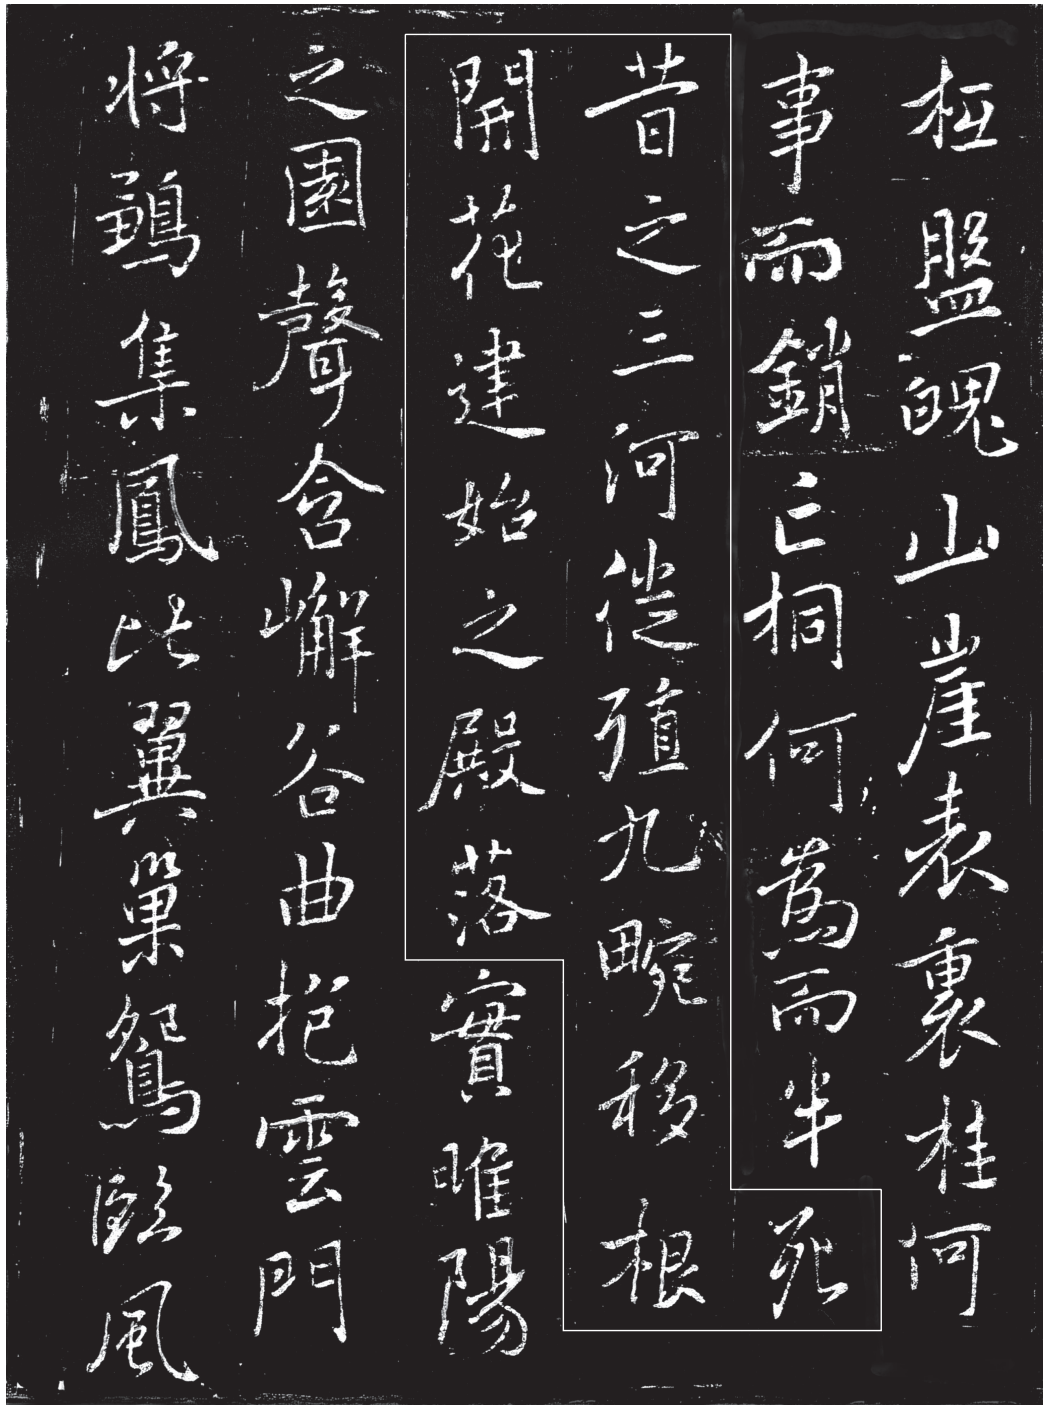 柢盤魄山崖表裏桂何
事而銷亡桐何為而半死
昔之三河徙殖九畹移根
開花建始之殿落實睢陽
之園聲含嶰谷曲抱雲門
将鶵集鳳比翼巢鴛臨風